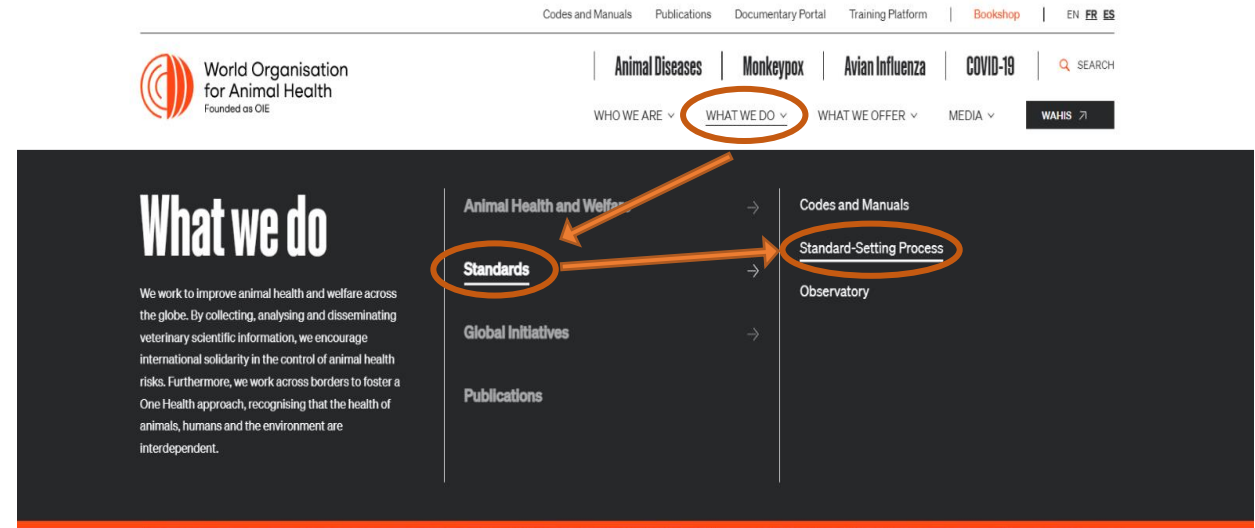 Codes and Manuals Publications Documentary Portal Training Platform | Bookshop | EN FR ES
World Organisation
for Animal Health
Founded as OIE
Animal Diseases | Monkeypox | Avian Influenza | COVID-19 | SEARCH
WHO WE ARE WHAT WE DO WHAT WE OFFER MEDIA WAHIS
What we do
We work to improve animal health and welfare across
the globe. By collecting, analysing and disseminating
veterinary scientific information, we encourage
international solidarity in the control of animal health
risks. Furthermore, we work across borders to foster a
One Health approach, recognising that the health of
animals, humans and the environment are
interdependent.
Animal Health and Welfare
Standards
Global Initiatives
Publications
Codes and Manuals
Standard-Setting Process
Observatory